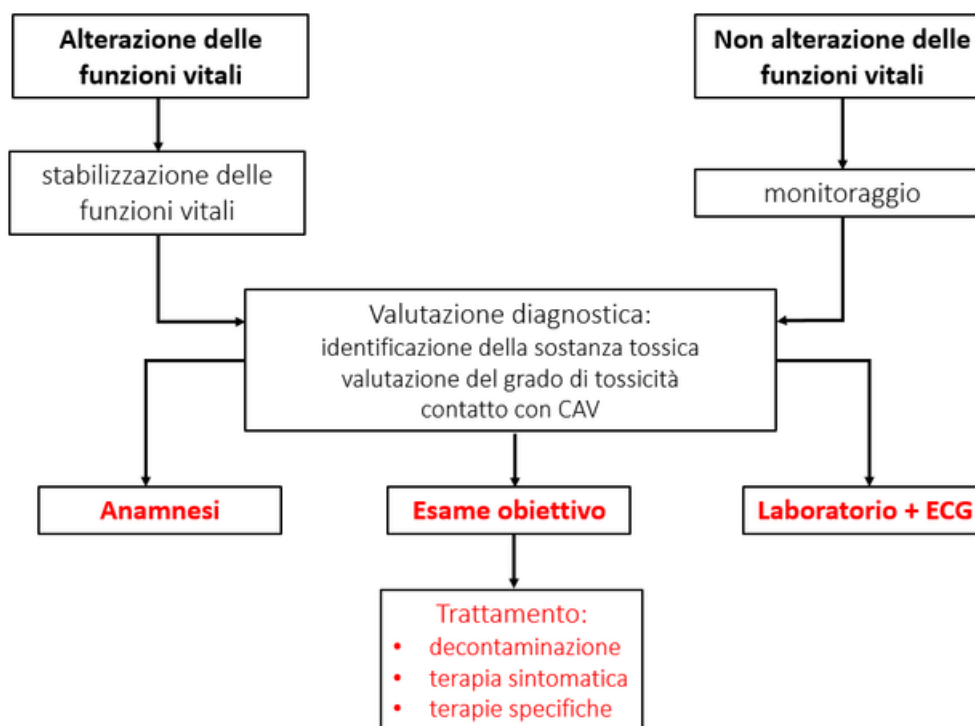 Alterazione delle
funzioni vitali
Non alterazione delle
funzioni vitali
stabilizzazione delle
funzioni vitali
monitoraggio
Valutazione diagnostica:
identificazione della sostanza tossica
valutazione del grado di tossicità
contatto con CAV
Anamnesi
Esame obiettivo
Laboratorio + ECG
Trattamento:
• decontaminazione
• terapia sintomatica
• terapie specifiche